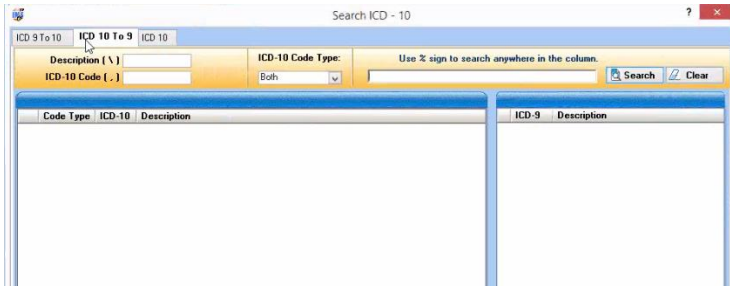 Search ICD - 10 ?
ICD 9 To 10 ICD 10 To 9 ICD 10
Description ( \ ) ICD-10 Code Type: Use % sign to search anywhere in the column.
ICD-10 Code ( , ) Both Search Clear
Code Type ICD-10 Description ICD-9 Description